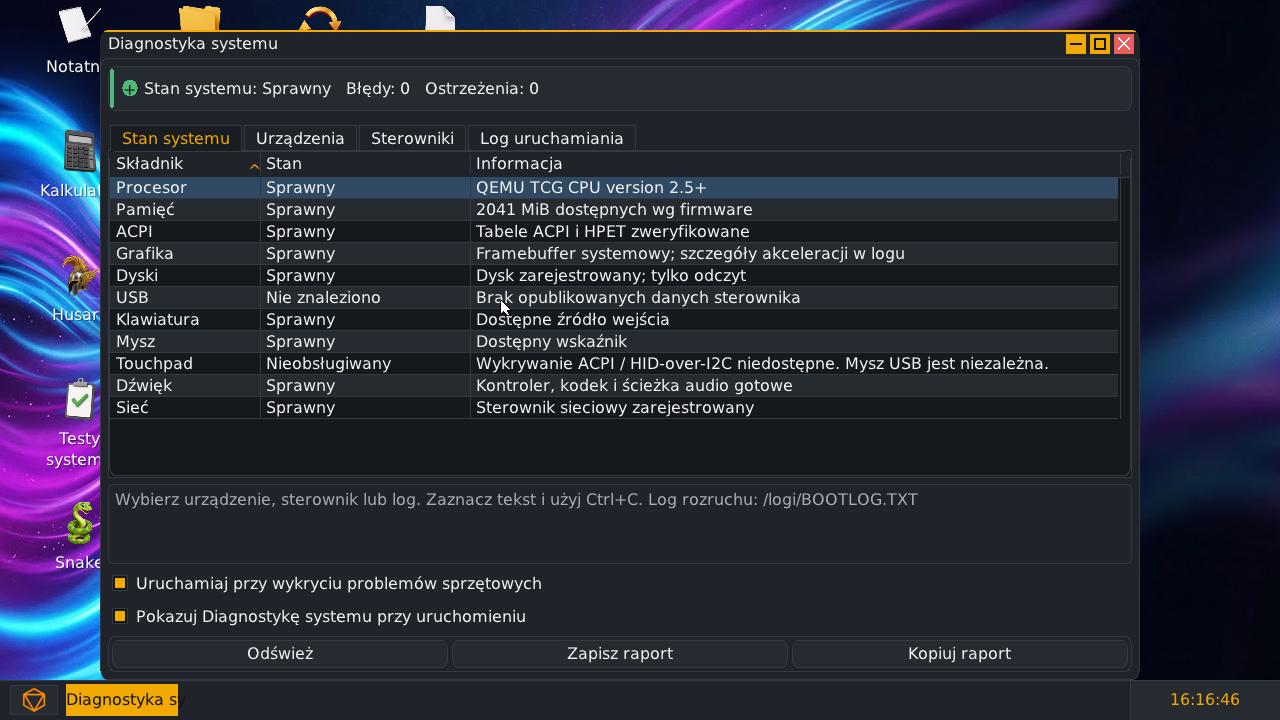 Diagnostyka systemu
Stan systemu: Sprawny Błędy: 0 Ostrzeżenia: 0
Stan systemu Urządzenia Sterowniki Log uruchamiania
Składnik Stan Informacja
Procesor Sprawny QEMU TCG CPU version 2.5+
Pamięć Sprawny 2041 MiB dostępnych wg firmware
ACPI Sprawny Tabele ACPI i HPET zweryfikowane
Grafika Sprawny Framebuffer systemowy; szczegóły akceleracji w logu
Dyski Sprawny Dysk zarejestrowany; tylko odczyt
USB Nie znaleziono Brak opublikowanych danych sterownika
Klawiatura Sprawny Dostępne źródło wejścia
Mysz Sprawny Dostępny wskaźnik
Touchpad Nieobsługiwany Wykrywanie ACPI / HID-over-I2C niedostępne. Mysz USB jest niezależna.
Dźwięk Sprawny Kontroler, kodek i ścieżka audio gotowe
Sieć Sprawny Sterownik sieciowy zarejestrowany
Wybierz urządzenie, sterownik lub log. Zaznacz tekst i użyj Ctrl+C. Log rozruchu: /logi/BOOTLOG.TXT
Uruchamiaj przy wykryciu problemów sprzętowych
Pokazuj Diagnostykę systemu przy uruchomieniu
Odśwież Zapisz raport Kopiuj raport
Notatn
Kalkula
Husar
Testy
system
Snake
Diagnostyka sy
16:16:46